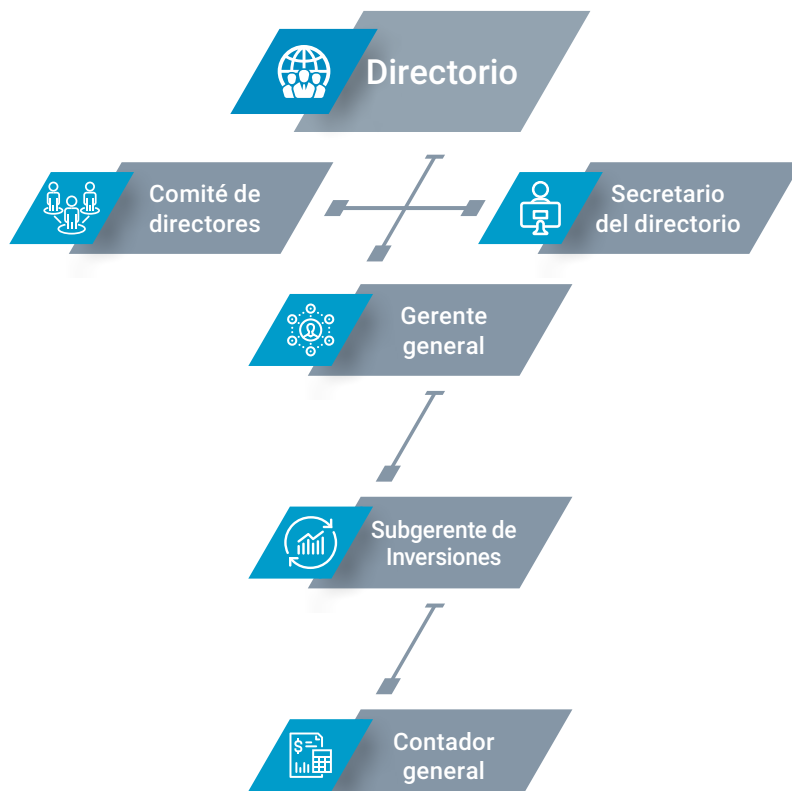 Directorio
Comité de
directores
Secretario
del directorio
Gerente
general
Subgerente de
Inversiones
Contador
general